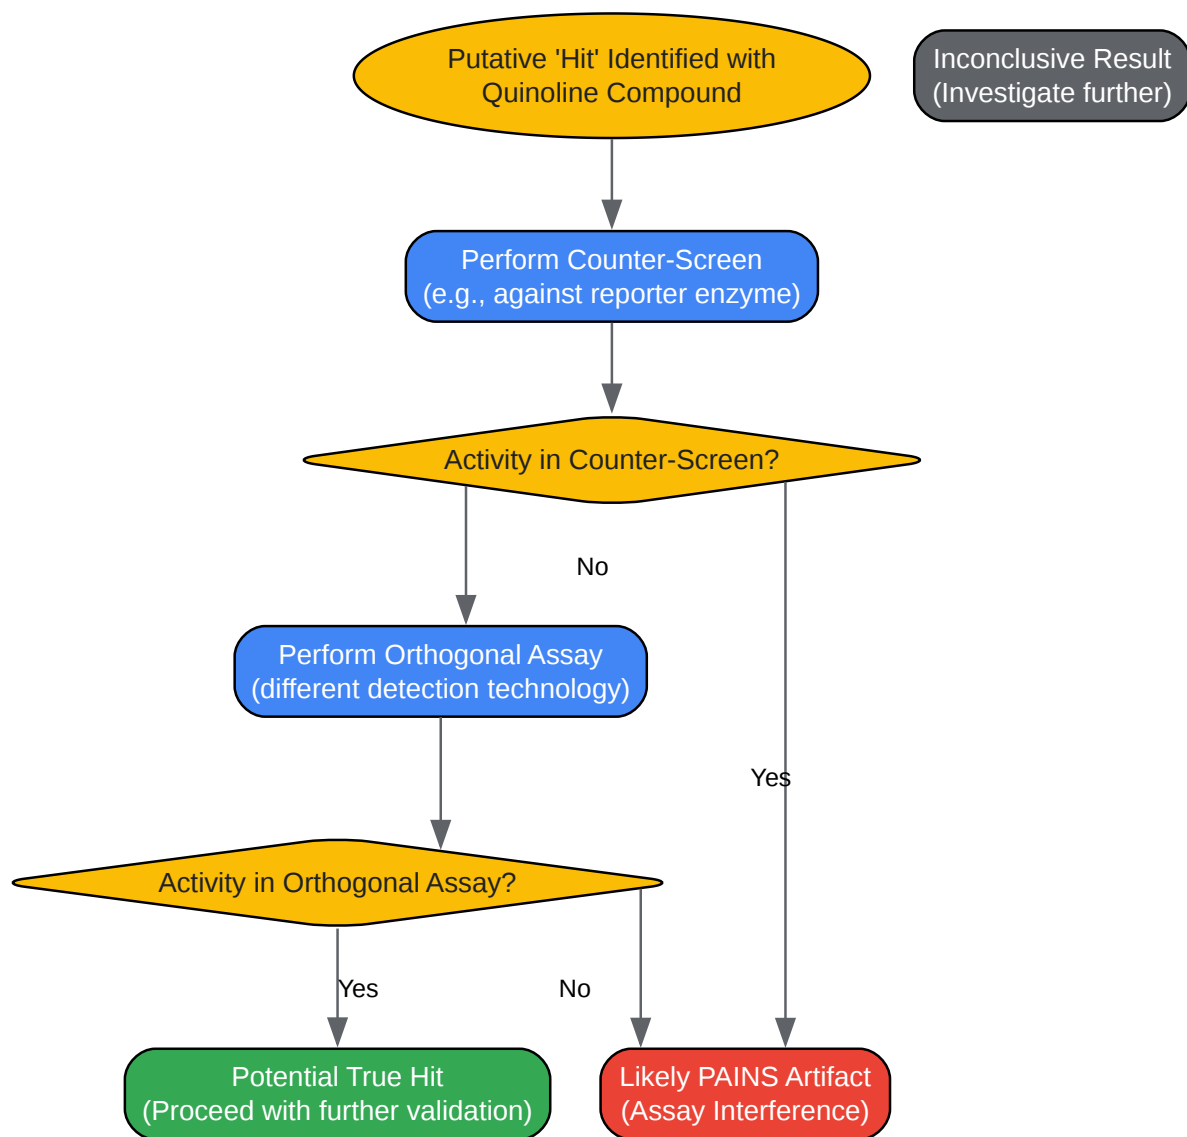 Putative 'Hit' Identified with
Quinoline Compound
Inconclusive Result
(Investigate further)
Perform Counter-Screen
(e.g., against reporter enzyme)
Activity in Counter-Screen?
No
Perform Orthogonal Assay
(different detection technology)
Yes
Activity in Orthogonal Assay?
Yes
No
Potential True Hit
(Proceed with further validation)
Likely PAINS Artifact
(Assay Interference)